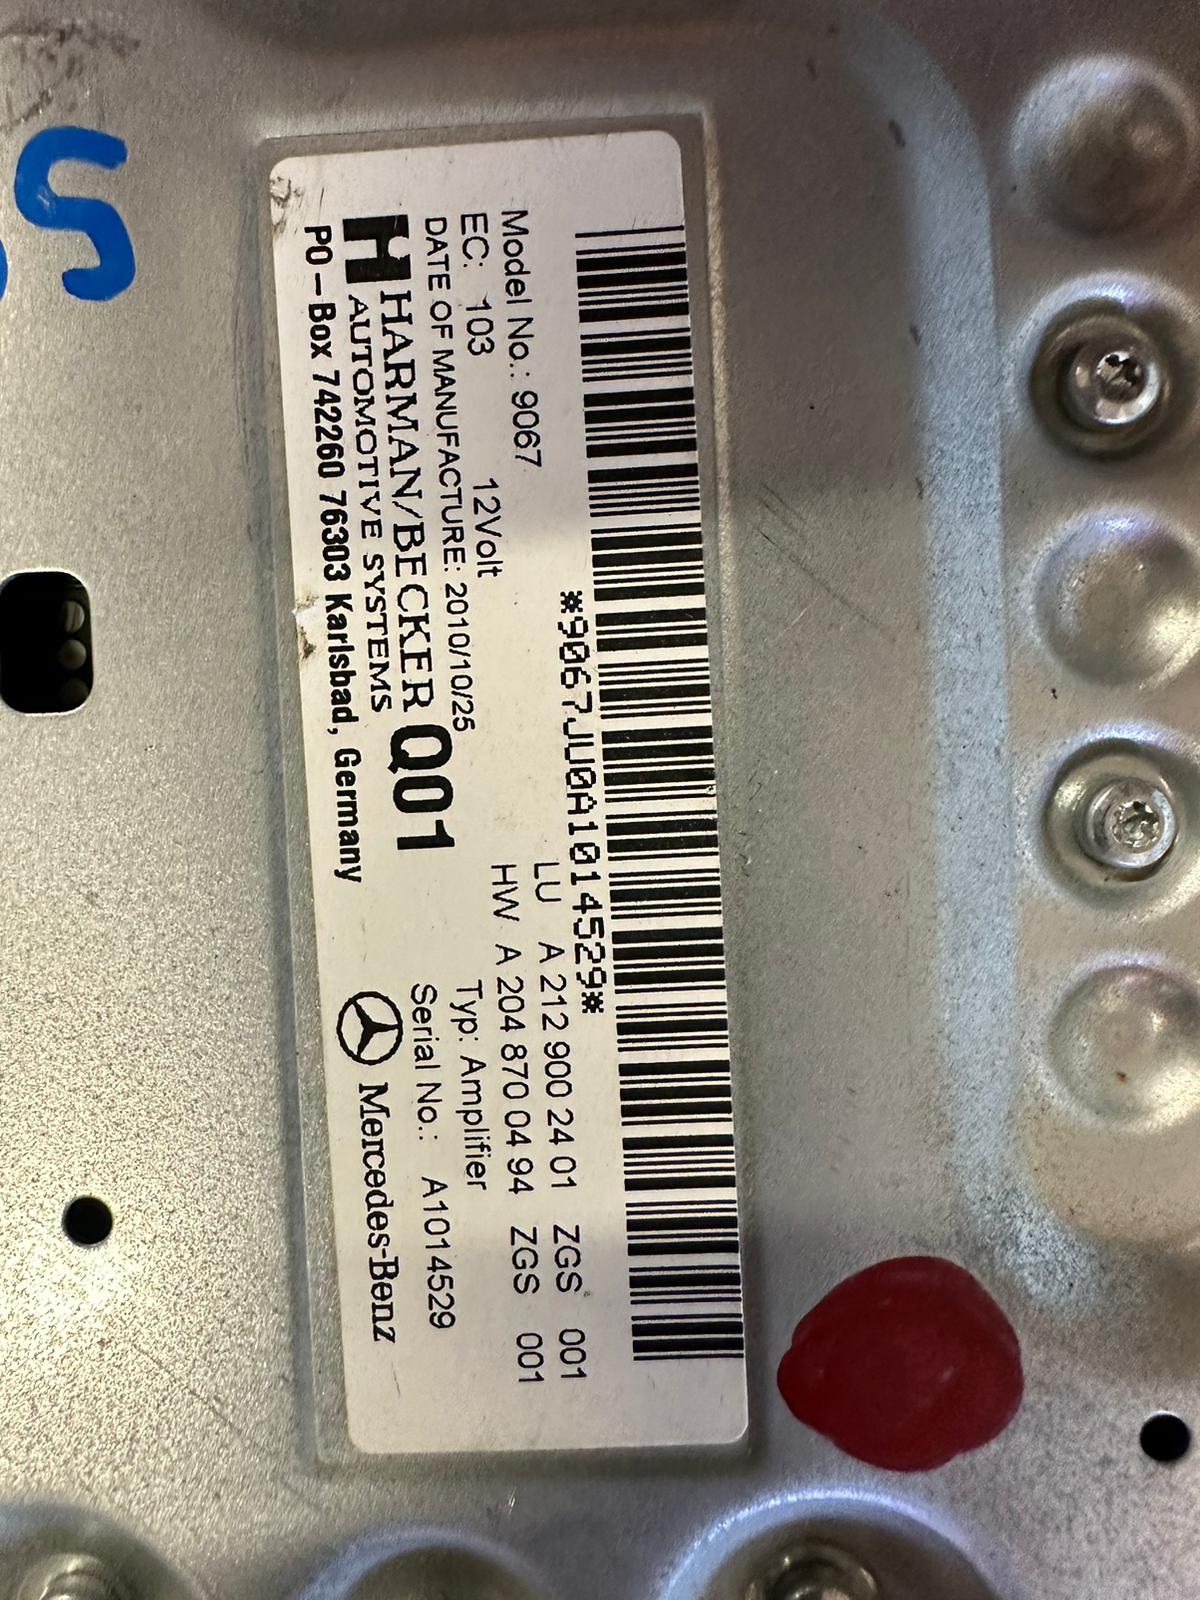 *9067JU0A1014529*
Model No.: 9067
LU A 212 900 24 01 ZGS 001
EC: 103 12Volt
HW A 204 870 04 94 ZGS 001
DATE OF MANUFACTURE: 2010/10/25
Typ: Amplifier
HARMAN/BECKER Q01
Serial No.: A1014529
AUTOMOTIVE SYSTEMS
Mercedes-Benz
PO-Box 742260 76303 Karlsbad, Germany